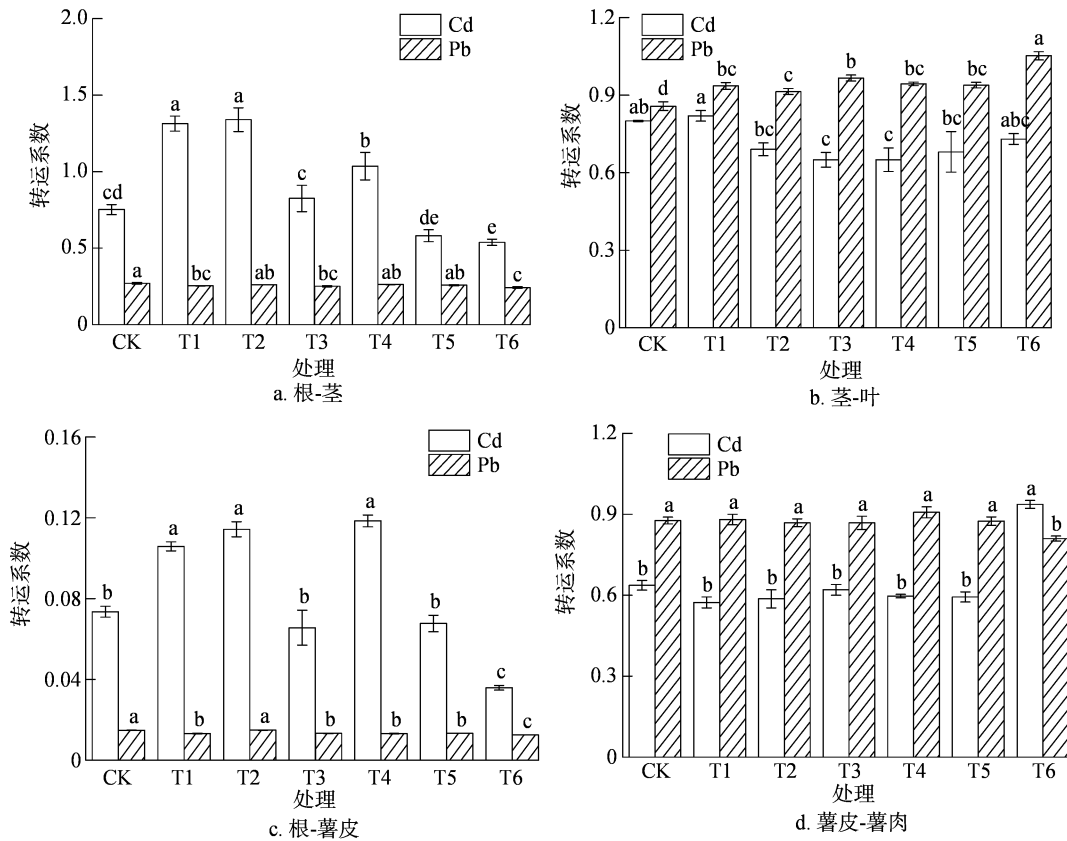 2.0
1.5
1.0
0.5
0
转运系数
Cd
Pb
cd a a a bc ab c bc b ab de ab e c
CK T1 T2 T3 T4 T5 T6
处理
a. 根-茎
1.2
0.9
0.6
0.3
0
转运系数
Cd
Pb
ab d a bc bc c c b c bc bc bc abc a
CK T1 T2 T3 T4 T5 T6
处理
b. 茎-叶
0.16
0.12
0.08
0.04
0
转运系数
Cd
Pb
b a a b a a b b a b b b c c
CK T1 T2 T3 T4 T5 T6
处理
c. 根-薯皮
1.2
0.9
0.6
0.3
0
转运系数
Cd
Pb
b a b a b a b a b a b a a b
CK T1 T2 T3 T4 T5 T6
处理
d. 薯皮-薯肉